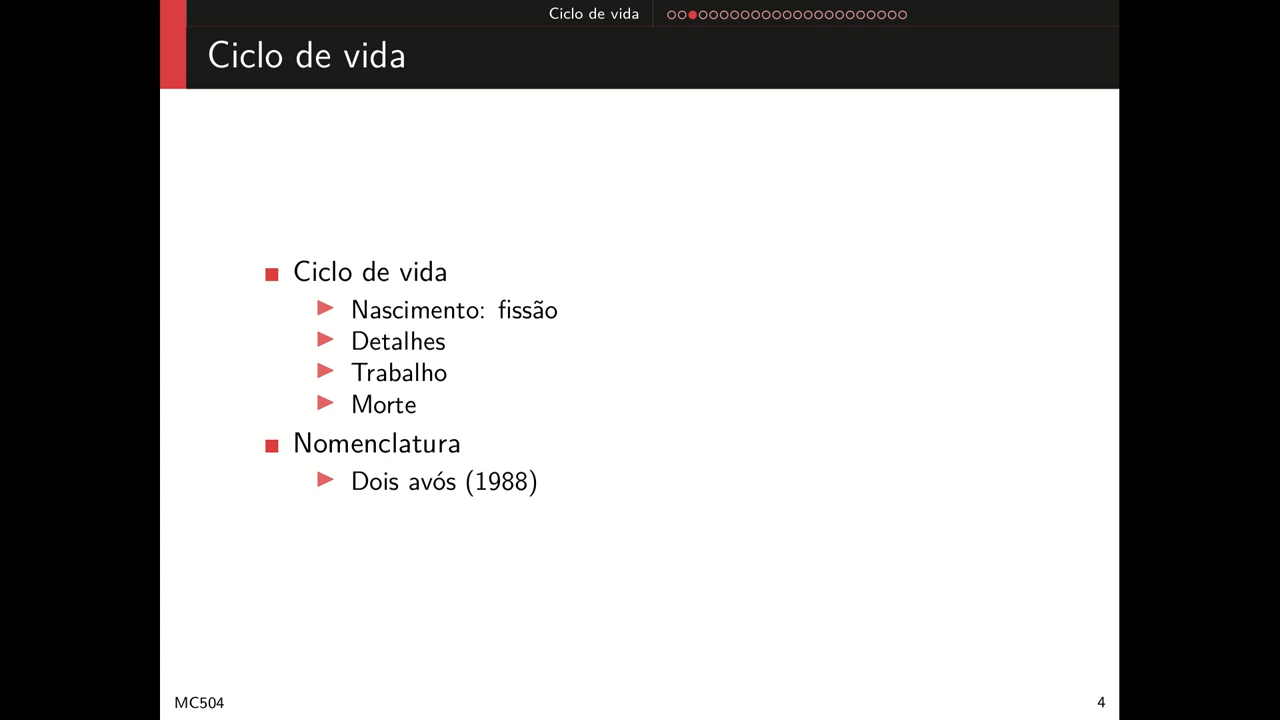 Ciclo de vida
Ciclo de vida
Ciclo de vida
Nascimento: fissão
Detalhes
Trabalho
Morte
Nomenclatura
Dois avós (1988)
MC504
4